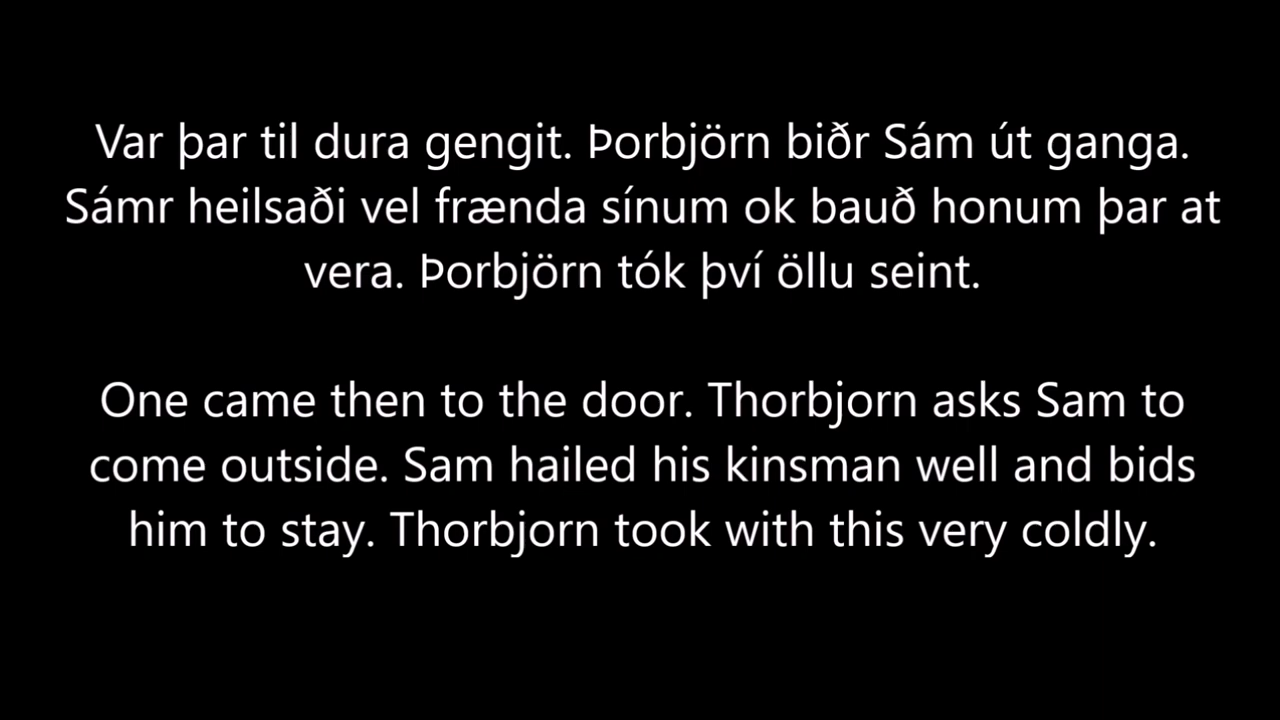 Var þar til dura gengit. Þorbjörn biðr Sám út ganga.
Sámr heilsaði vel frænda sínum ok bauð honum þar at
vera. Þorbjörn tók því öllu seint.
One came then to the door. Thorbjorn asks Sam to
come outside. Sam hailed his kinsman well and bids
him to stay. Thorbjorn took with this very coldly.